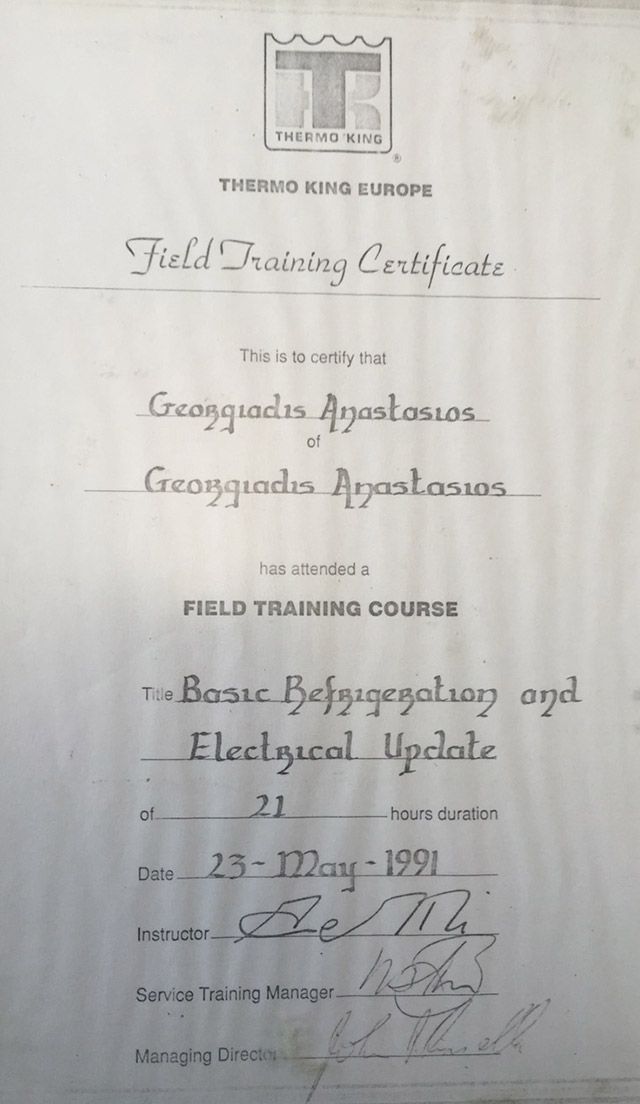 THERMO KING
®
THERMO KING EUROPE
Field Training Certificate
This is to certify that
Georgiadis Anastasios
of
Georgiadis Anastasios
has attended a
FIELD TRAINING COURSE
Title Basic Refrigeration and
Electrical Update
of 21 hours duration
Date 23-May-1991
Instructor
Service Training Manager
Managing Director